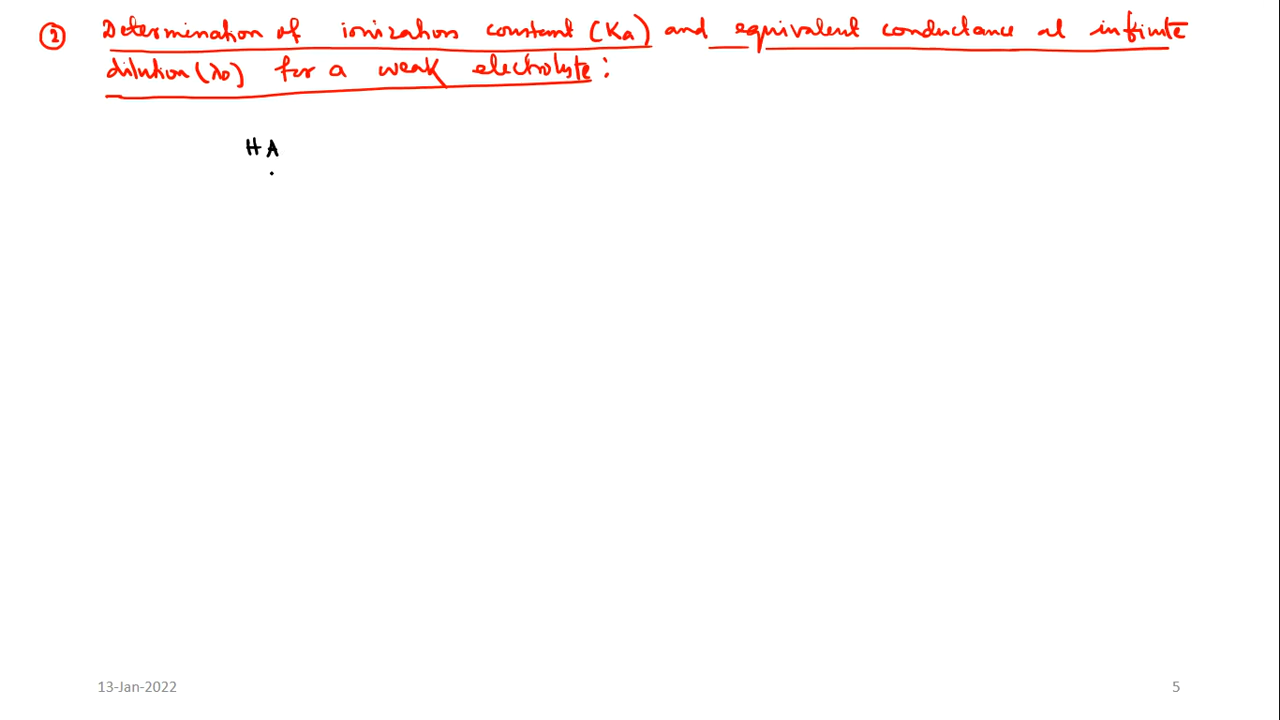 ② Determination of ionization constant (Ka) and equivalent conductance at infinite
dilution (λo) for a weak electrolyte:
HA
13-Jan-2022
5